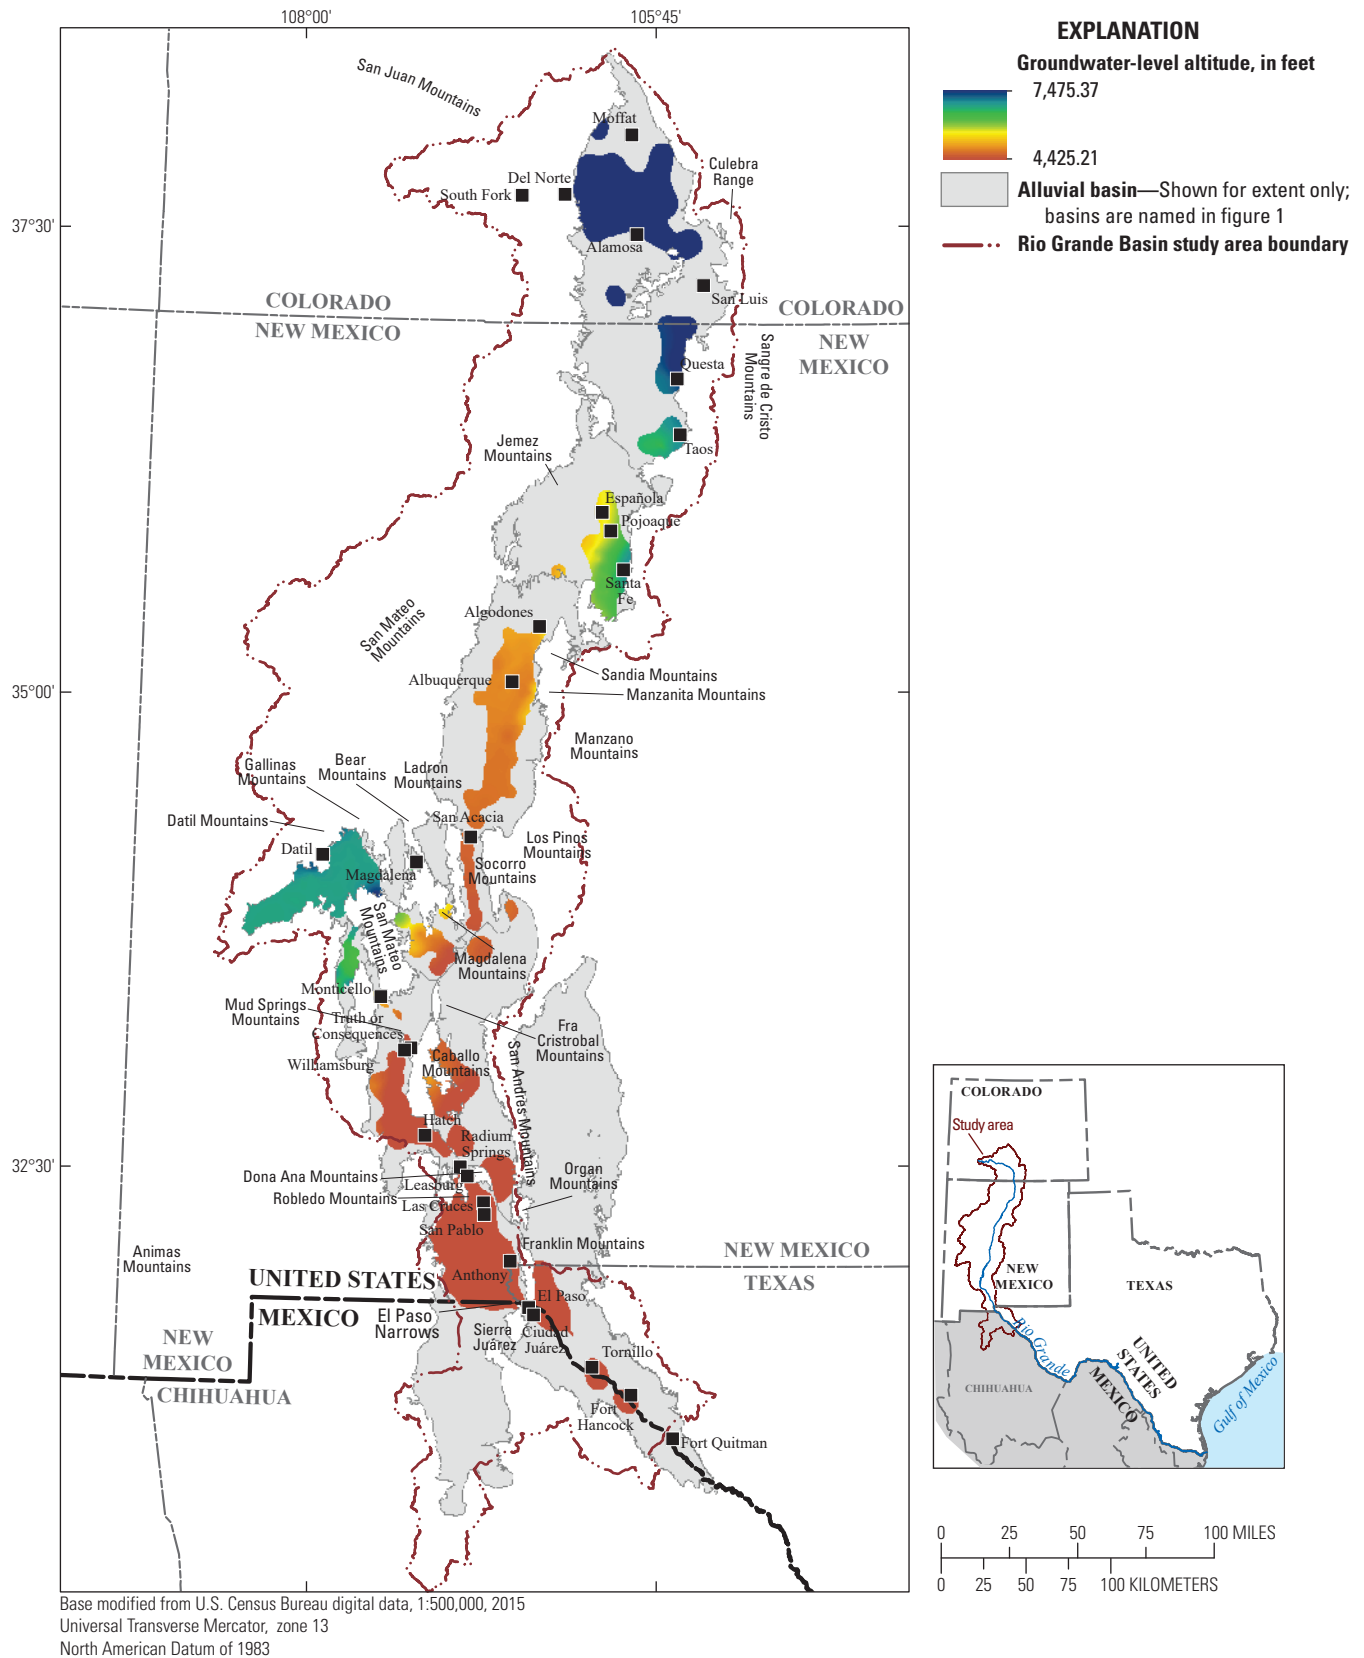 108°00'
105°45'
EXPLANATION
Groundwater-level altitude, in feet
7,475.37
4,425.21
Alluvial basin—Shown for extent only;
basins are named in figure 1
Rio Grande Basin study area boundary
San Juan Mountains
Moffat
Culebra
Range
Del Norte
South Fork
37°30'
Alamosa
San Luis
COLORADO
NEW MEXICO
COLORADO
NEW
MEXICO
Questa
Sangre de Cristo
Mountains
Taos
Jemez
Mountains
Española
Pojoaque
Santa
Fe
Algodones
San Mateo
Mountains
Sandia Mountains
Albuquerque
Manzanita Mountains
35°00'
Manzano
Mountains
Gallinas
Mountains
Bear
Mountains
Ladron
Mountains
Datil Mountains
San Acacia
Los Pinos
Mountains
Datil
Magdalena
Socorro
Mountains
San Mateo
Mountains
Magdalena
Mountains
Monticello
Mud Springs
Mountains
Truth or
Consequences
Fra
Cristrobal
Mountains
Williamsburg
Caballo
Mountains
San Andres Mountains
Hatch
Radium
Springs
32°30'
Dona Ana Mountains
Leasburg
Organ
Mountains
Robledo Mountains
Las Cruces
San Pablo
Franklin Mountains
Animas
Mountains
Anthony
NEW MEXICO
TEXAS
UNITED STATES
MEXICO
El Paso
El Paso
Narrows
Sierra
Juárez
Ciudad
Juárez
NEW
MEXICO
CHIHUAHUA
Tornillo
Fort
Hancock
Fort Quitman
COLORADO
Study area
NEW
MEXICO
TEXAS
Rio Grande
UNITED
STATES
MEXICO
CHIHUAHUA
Gulf of Mexico
0 25 50 75 100 MILES
0 25 50 75 100 KILOMETERS
Base modified from U.S. Census Bureau digital data, 1:500,000, 2015
Universal Transverse Mercator, zone 13
North American Datum of 1983